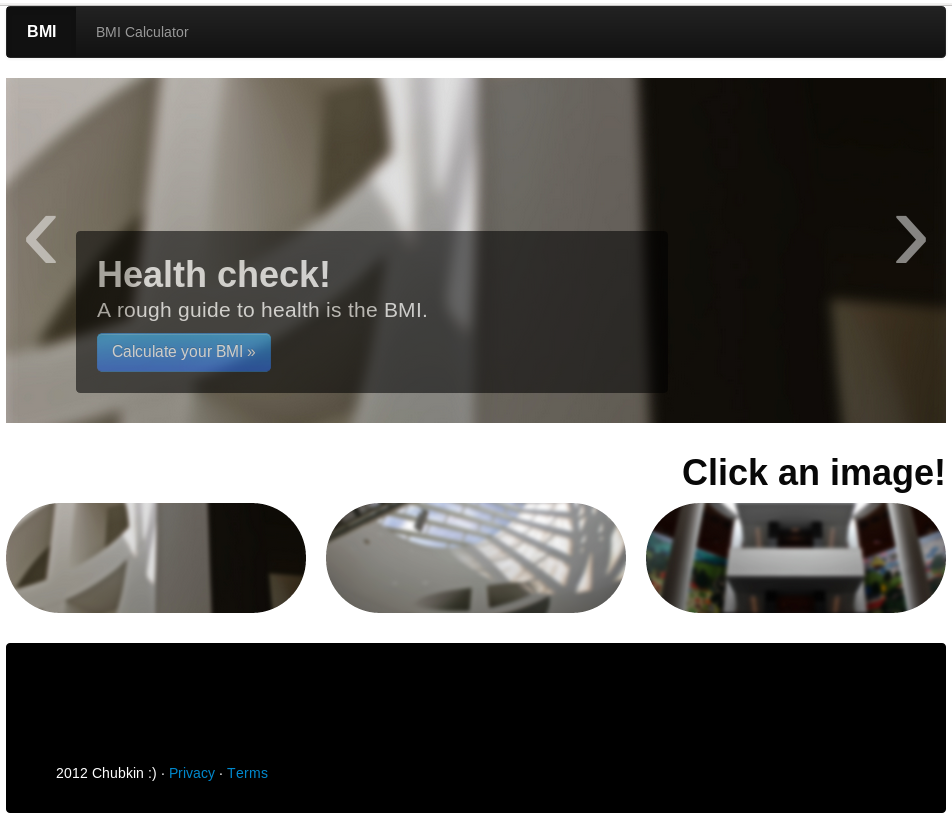 BMI BMI Calculator
‹ ›
Health check!
A rough guide to health is the BMI.
Calculate your BMI »
Click an image!
2012 Chubkin :) · Privacy · Terms